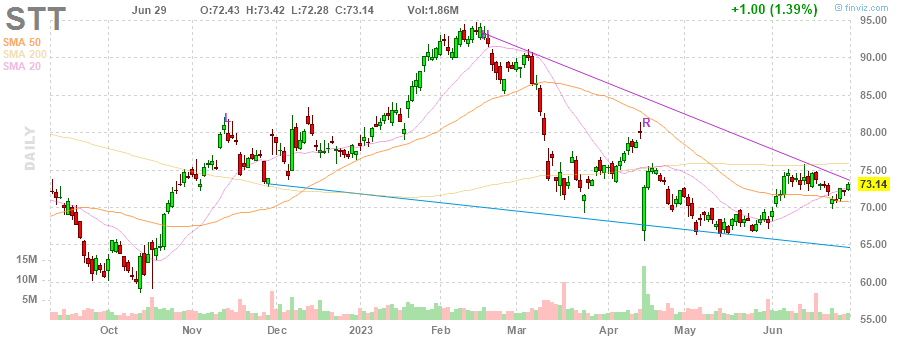 STT Jun 29 O:72.43 H:73.42 L:72.28 C:73.14 Vol:1.86M +1.00 (1.39%) © finviz.com
SMA 50
SMA 200
SMA 20
DAILY
95.00
90.00
85.00
80.00
75.00
73.14
70.00
65.00
60.00
55.00
15M
10M
5M
L
R
Oct Nov Dec 2023 Feb Mar Apr May Jun